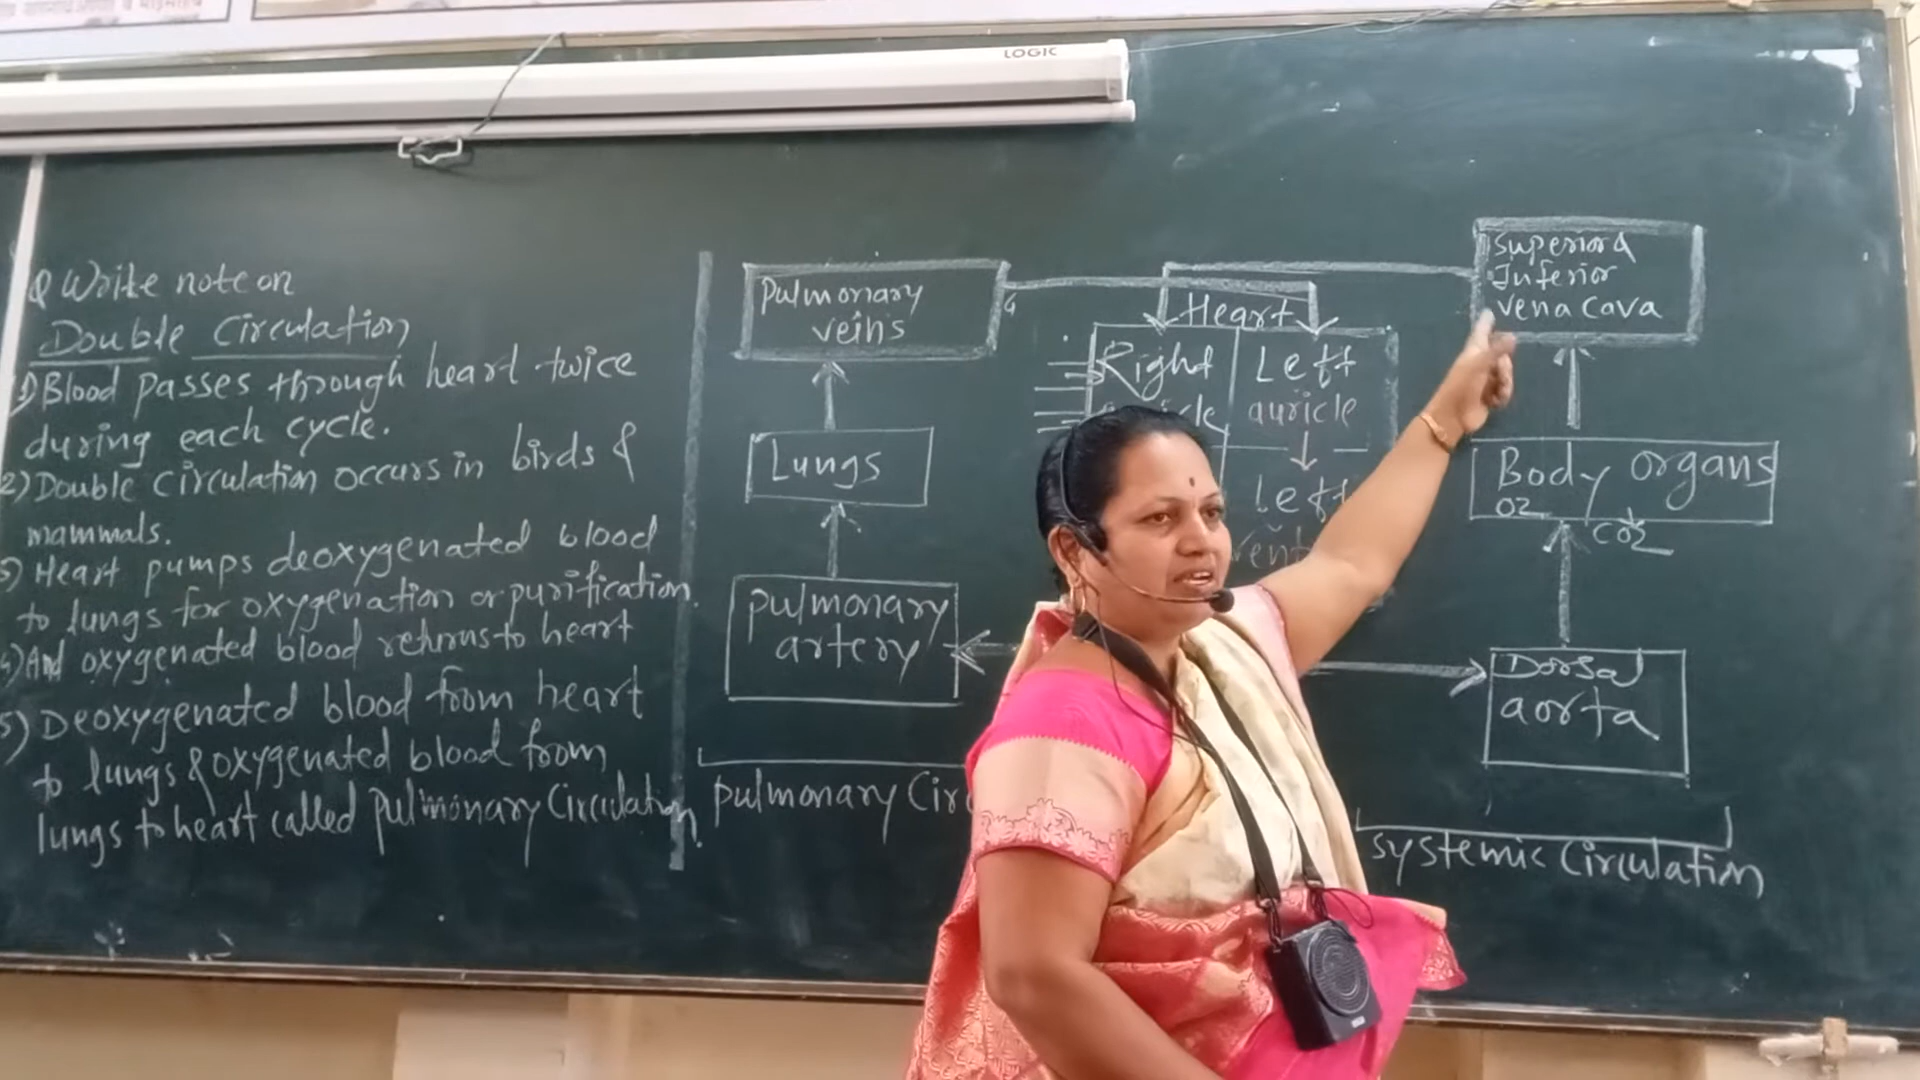 LOGIC
Q Write note on
Double Circulation
1) Blood passes through heart twice
during each cycle.
2) Double circulation occurs in birds &
mammals.
3) Heart pumps deoxygenated blood
to lungs for oxygenation or purification.
4) And oxygenated blood returns to heart
5) Deoxygenated blood from heart
to lungs & oxygenated blood from
lungs to heart called pulmonary Circulation.
pulmonary
veins
Lungs
pulmonary
artery
pulmonary Cir
Heart
Right
Left
auricle
Left
vent
Superior &
Inferior
vena cava
Body organs
O2
CO2
Dorsal
aorta
systemic Circulation